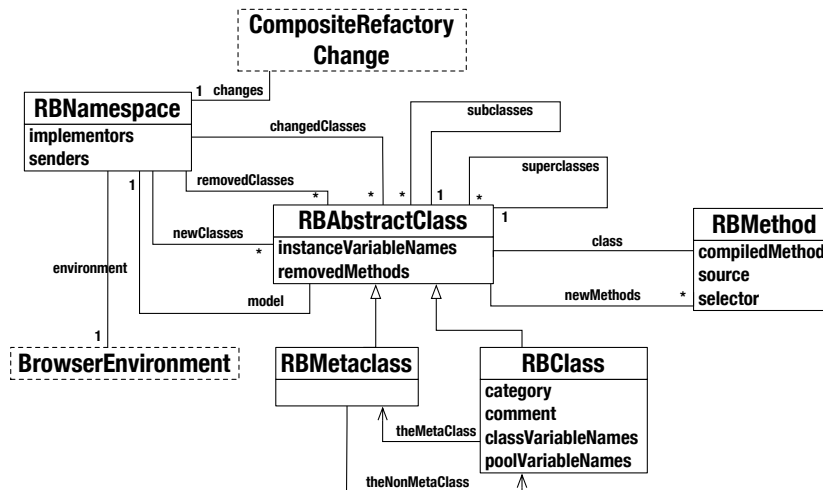 CompositeRefactory
Change
1 changes
RBNamespace
implementors
senders
changedClasses
subclasses
superclasses
1
removedClasses
*
*
*
1
*
1
RBAbstractClass
instanceVariableNames
removedMethods
newClasses
*
class
RBMethod
compiledMethod
source
selector
environment
model
newMethods
*
1
BrowserEnvironment
RBMetaclass
RBClass
category
comment
classVariableNames
poolVariableNames
theMetaClass
theNonMetaClass